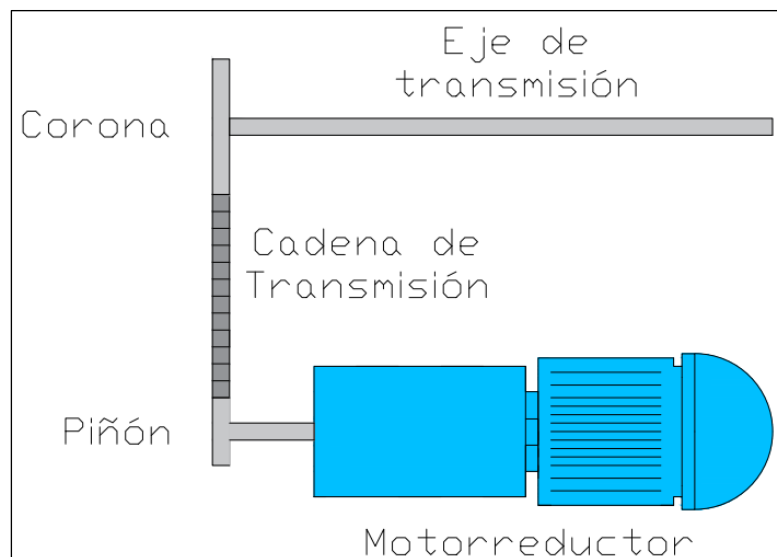 Eje de
transmisión
Corona
Cadena de
Transmisión
Piñón
Motorreductor